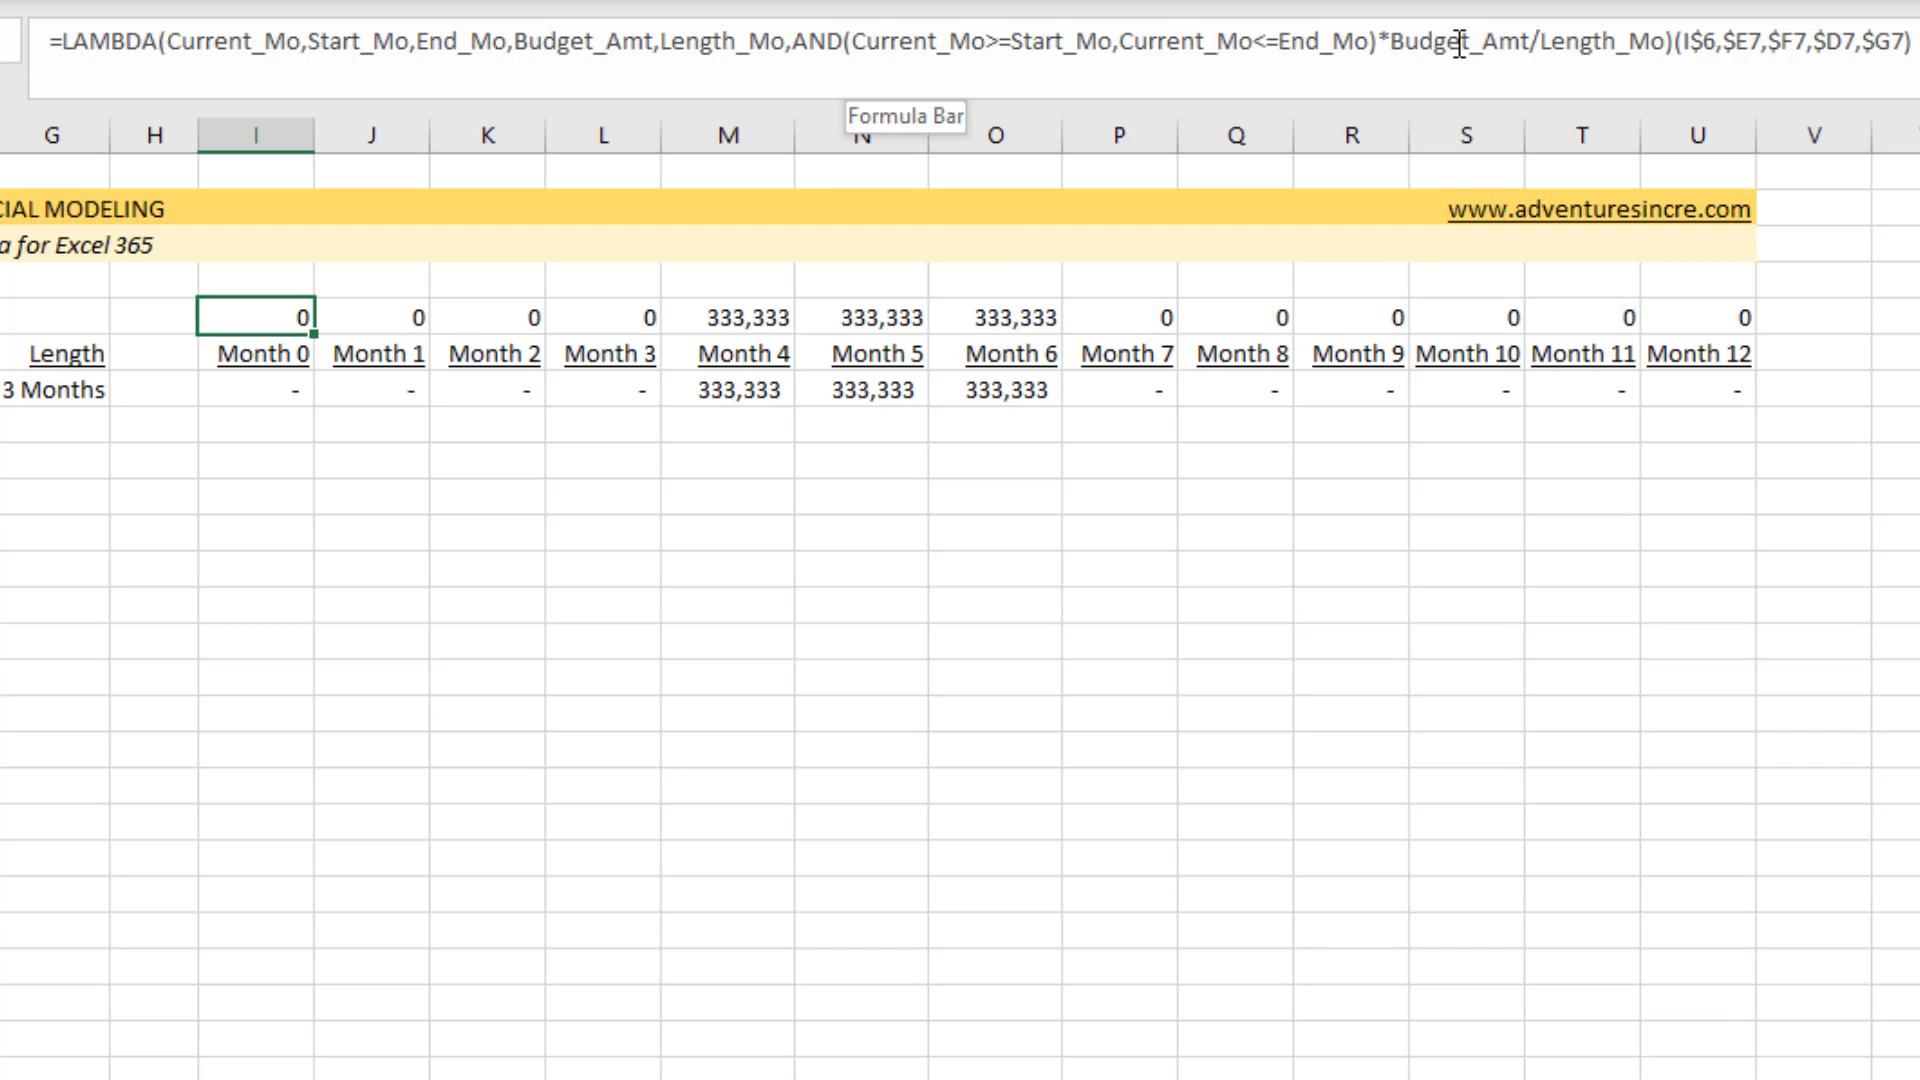 =LAMBDA(Current_Mo,Start_Mo,End_Mo,Budget_Amt,Length_Mo,AND(Current_Mo>=Start_Mo,Current_Mo<=End_Mo)*Budget_Amt/Length_Mo)(I$6,$E7,$F7,$D7,$G7)
Formula Bar
G H I J K L M N O P Q R S T U V
CIAL MODELING www.adventuresincre.com
a for Excel 365
0 0 0 0 333,333 333,333 333,333 0 0 0 0 0 0
Length Month 0 Month 1 Month 2 Month 3 Month 4 Month 5 Month 6 Month 7 Month 8 Month 9 Month 10 Month 11 Month 12
3 Months - - - - 333,333 333,333 333,333 - - - - - -